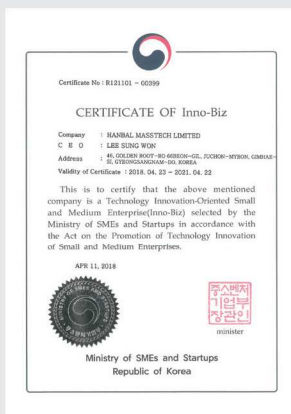 Certificate No : R121101 - 00399
CERTIFICATE OF Inno-Biz
Company : HANBAL MASSTECH LIMITED
C E O : LEE SUNG WON
Address : 46, GOLDEN ROOT-RO 66BEON-GIL, JUCHON-MYEON, GIMHAE-
SI, GYEONGSANGNAM-DO, KOREA
Validity of Certificate : 2018. 04. 23 ~ 2021. 04. 22
This is to certify that the above mentioned
company is a Technology Innovation-Oriented Small
and Medium Enterprise(Inno-Biz) selected by the
Ministry of SMEs and Startups in accordance with
the Act on the Promotion of Technology Innovation
of Small and Medium Enterprises.
APR 11, 2018
중소벤처
기업부
장관인
minister
Ministry of SMEs and Startups
Republic of Korea